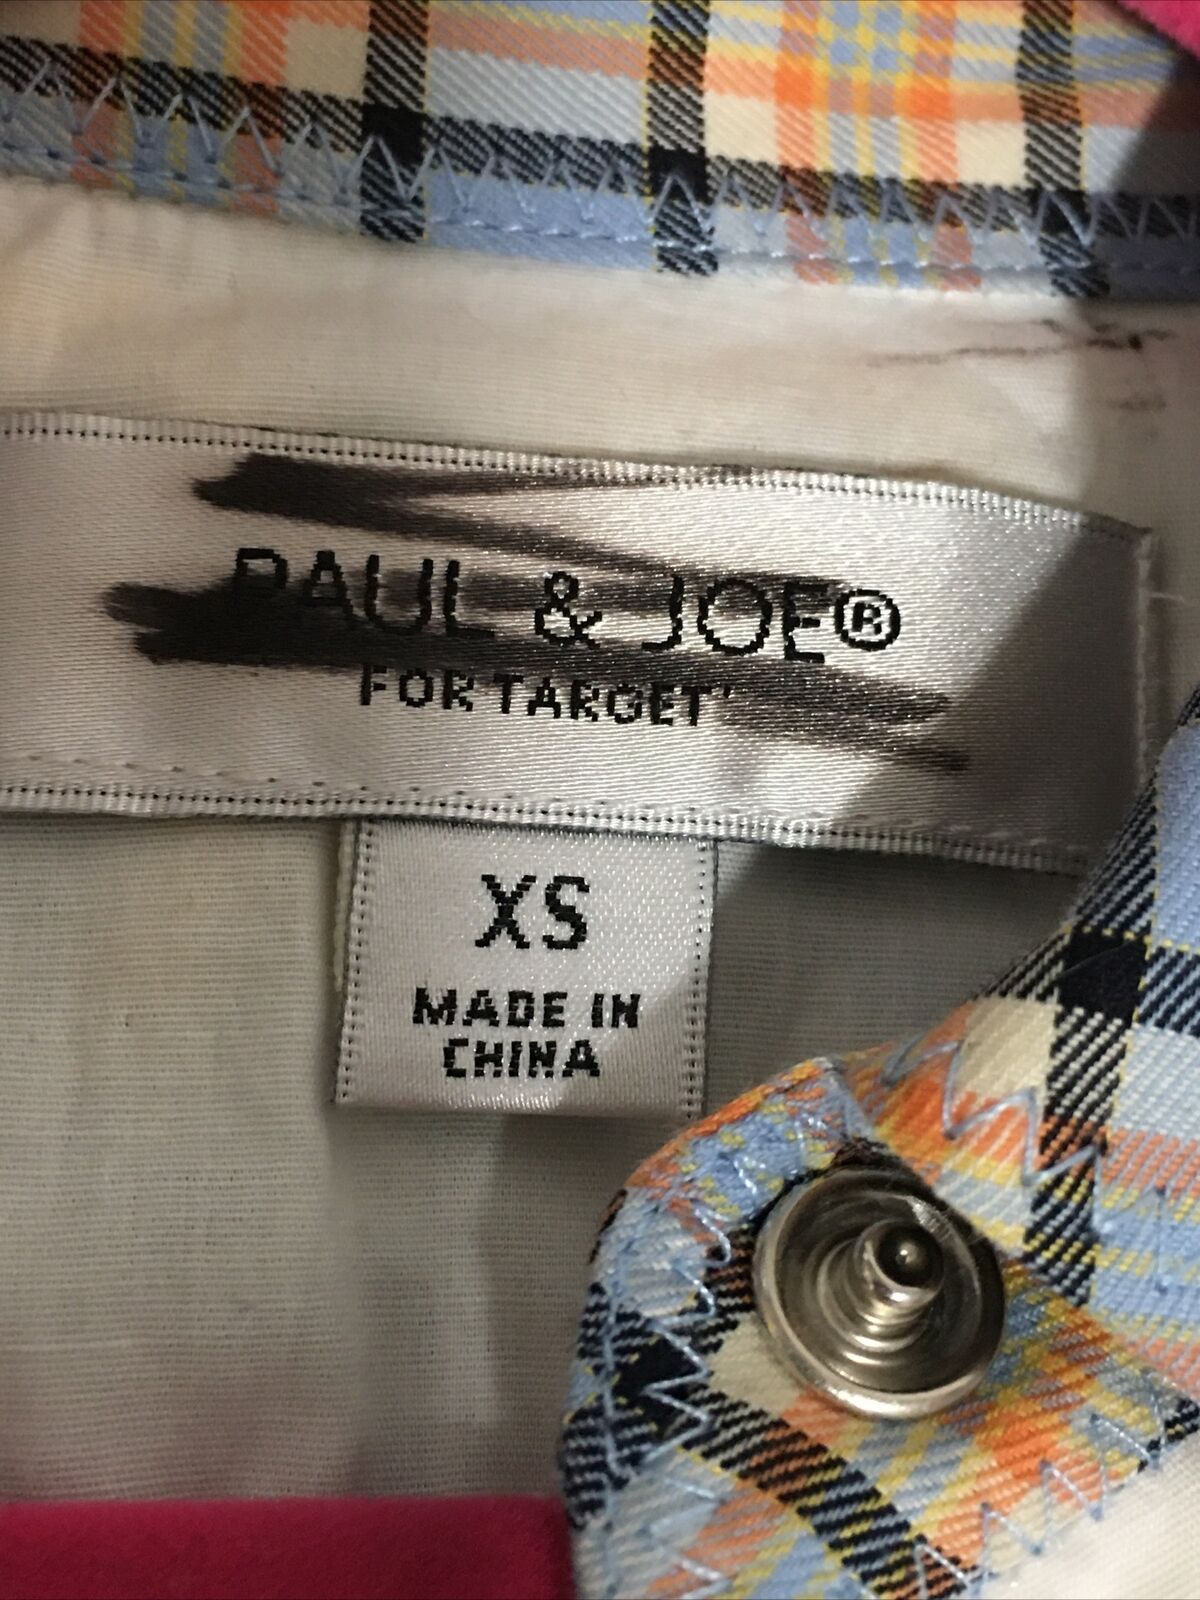 PAUL & JOE®
FOR TARGET
XS
MADE IN
CHINA